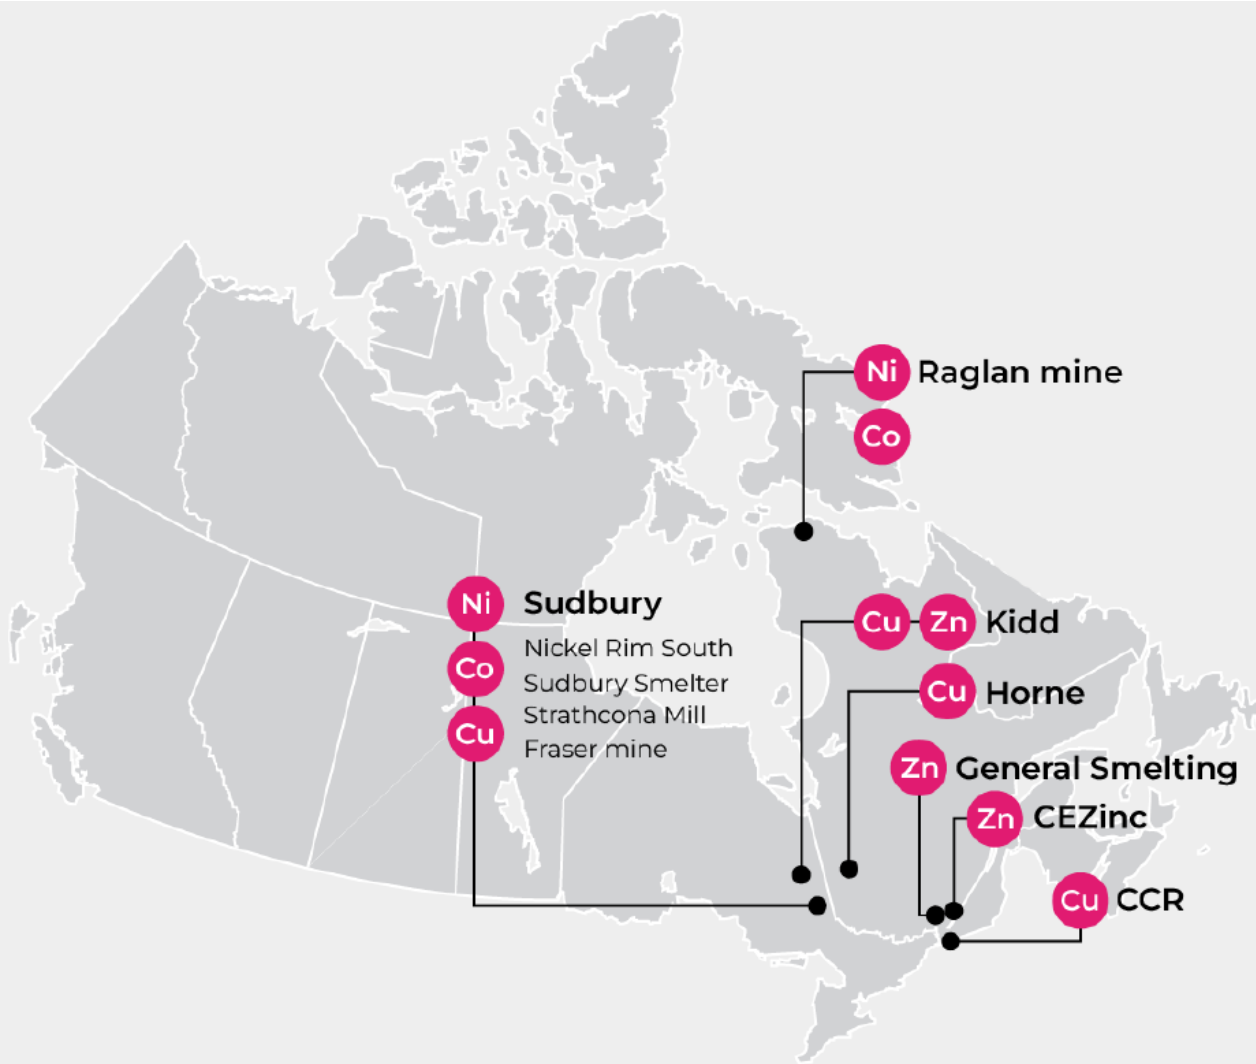 Ni Raglan mine
Co
Ni Sudbury
Nickel Rim South
Co
Sudbury Smelter
Strathcona Mill
Cu
Fraser mine
Cu Zn Kidd
Cu Horne
Zn General Smelting
Zn CEZinc
Cu CCR